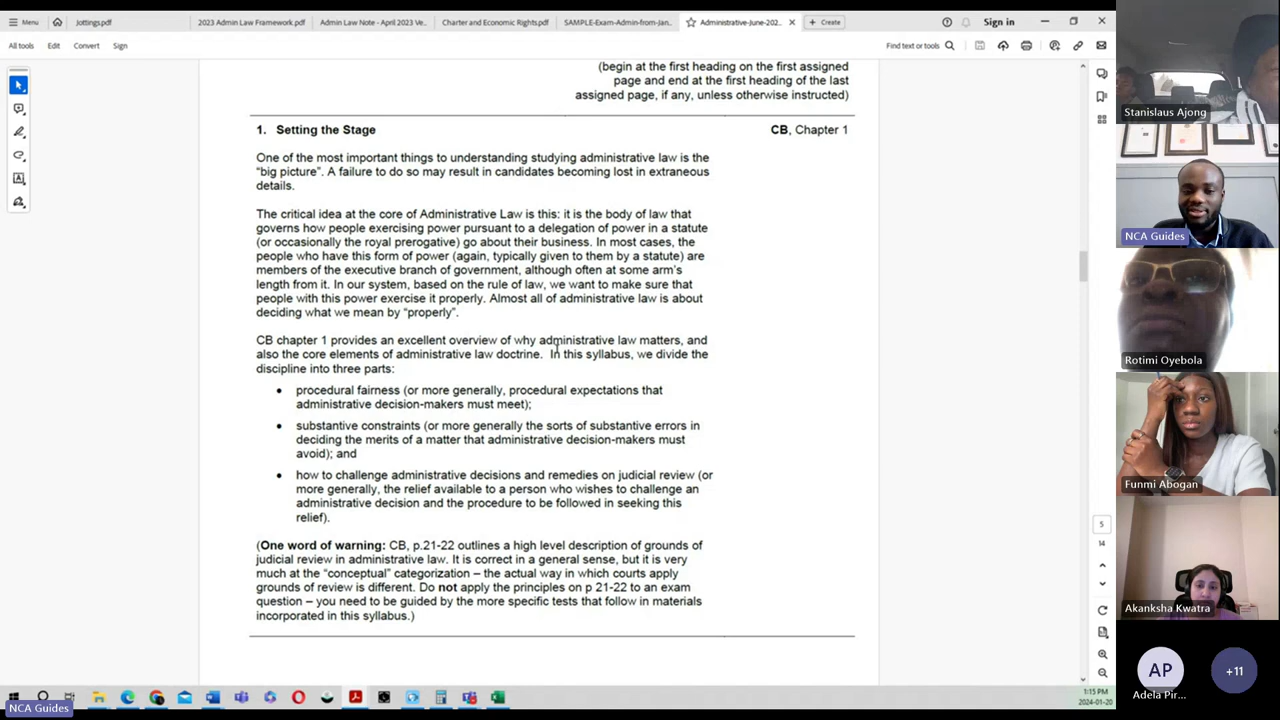 Menu
Jottings.pdf
2023 Admin Law Framework.pdf
Admin Law Note - April 2023 Ve...
Charter and Economic Rights.pdf
SAMPLE-Exam-Admin-from-Jan...
Administrative-June-202...
Create
Sign in
All tools
Edit
Convert
Sign
Find text or tools
(begin at the first heading on the first assigned
page and end at the first heading of the last
assigned page, if any, unless otherwise instructed)
1. Setting the Stage
CB, Chapter 1
One of the most important things to understanding studying administrative law is the
“big picture”. A failure to do so may result in candidates becoming lost in extraneous
details.
The critical idea at the core of Administrative Law is this: it is the body of law that
governs how people exercising power pursuant to a delegation of power in a statute
(or occasionally the royal prerogative) go about their business. In most cases, the
people who have this form of power (again, typically given to them by a statute) are
members of the executive branch of government, although often at some arm's
length from it. In our system, based on the rule of law, we want to make sure that
people with this power exercise it properly. Almost all of administrative law is about
deciding what we mean by “properly”.
CB chapter 1 provides an excellent overview of why administrative law matters, and
also the core elements of administrative law doctrine. In this syllabus, we divide the
discipline into three parts:
• procedural fairness (or more generally, procedural expectations that
administrative decision-makers must meet);
• substantive constraints (or more generally the sorts of substantive errors in
deciding the merits of a matter that administrative decision-makers must
avoid); and
• how to challenge administrative decisions and remedies on judicial review (or
more generally, the relief available to a person who wishes to challenge an
administrative decision and the procedure to be followed in seeking this
relief).
(One word of warning: CB, p.21-22 outlines a high level description of grounds of
judicial review in administrative law. It is correct in a general sense, but it is very
much at the “conceptual” categorization – the actual way in which courts apply
grounds of review is different. Do not apply the principles on p 21-22 to an exam
question – you need to be guided by the more specific tests that follow in materials
incorporated in this syllabus.)
5
14
1:15 PM
2024-01-20
NCA Guides
Stanislaus Ajong
NCA Guides
Rotimi Oyebola
Funmi Abogan
Akanksha Kwatra
AP
Adela Pir...
+11